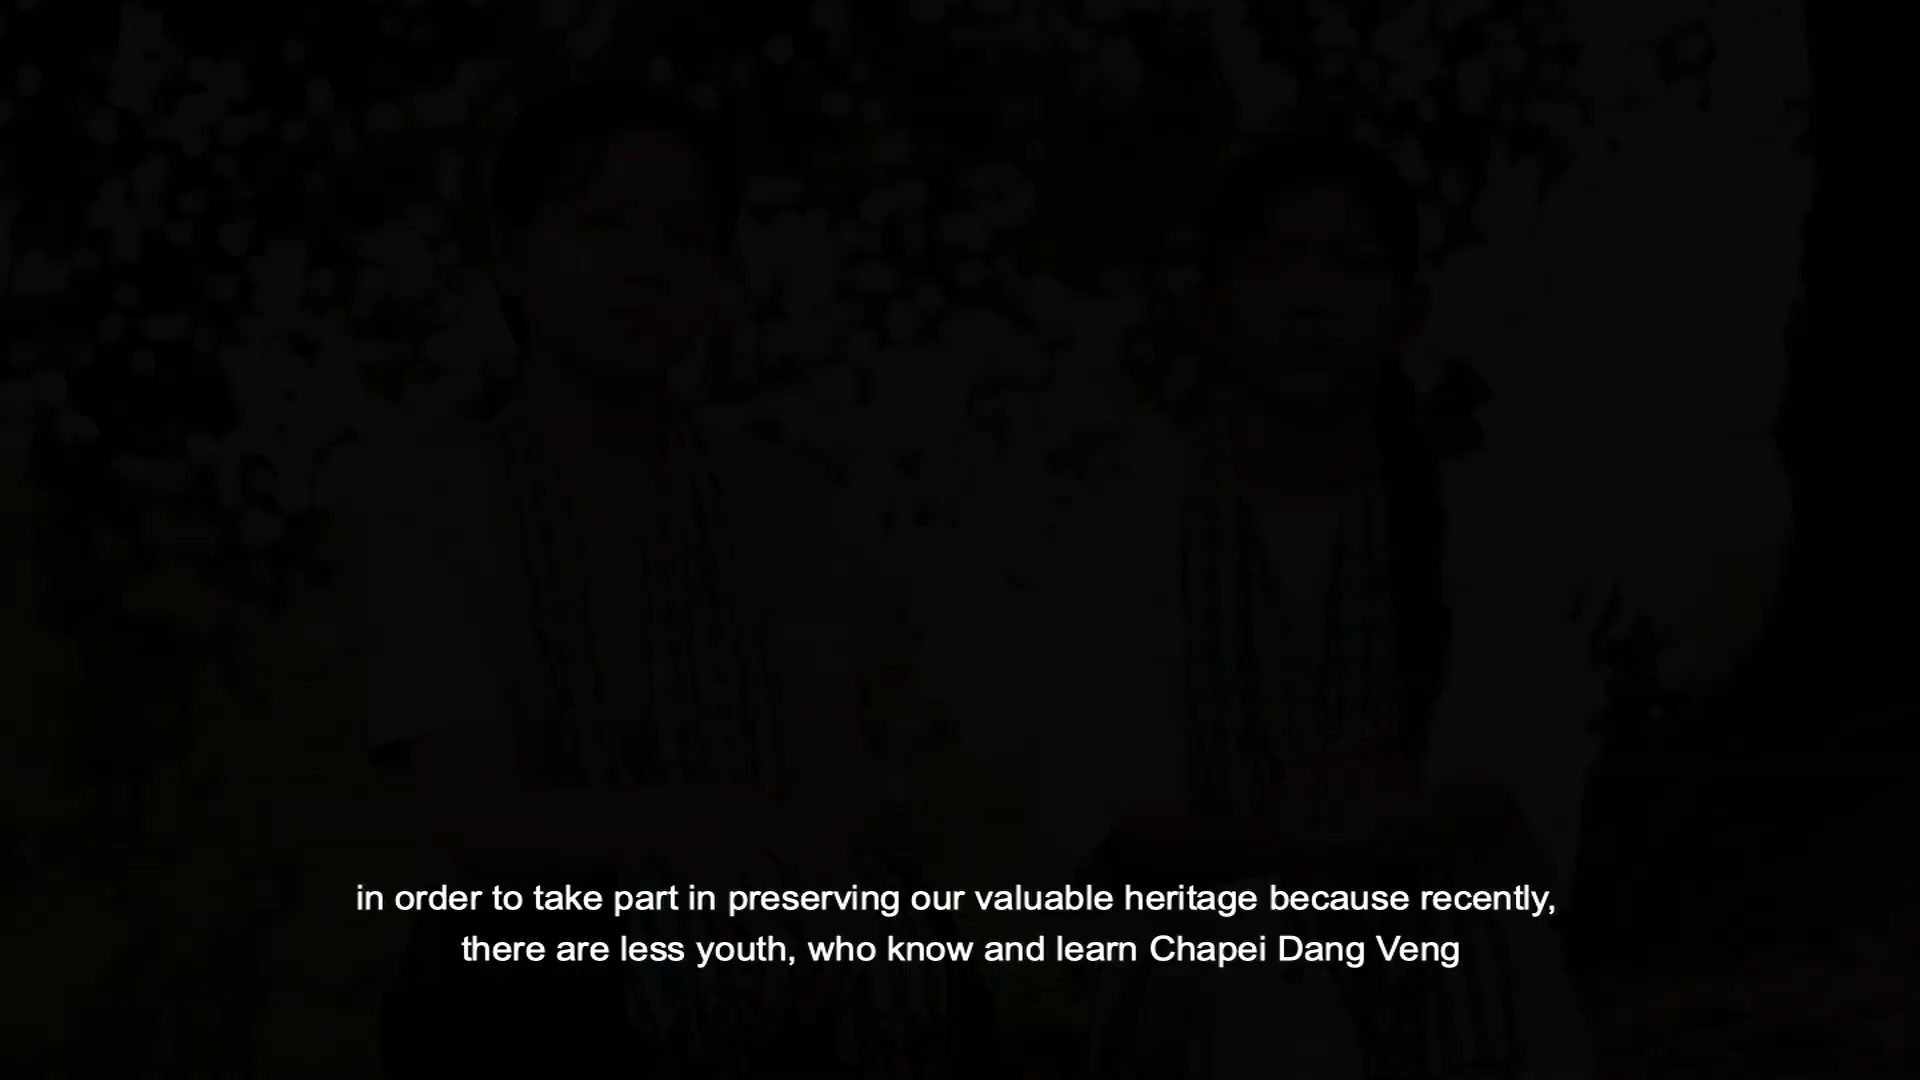 in order to take part in preserving our valuable heritage because recently,
there are less youth, who know and learn Chapei Dang Veng